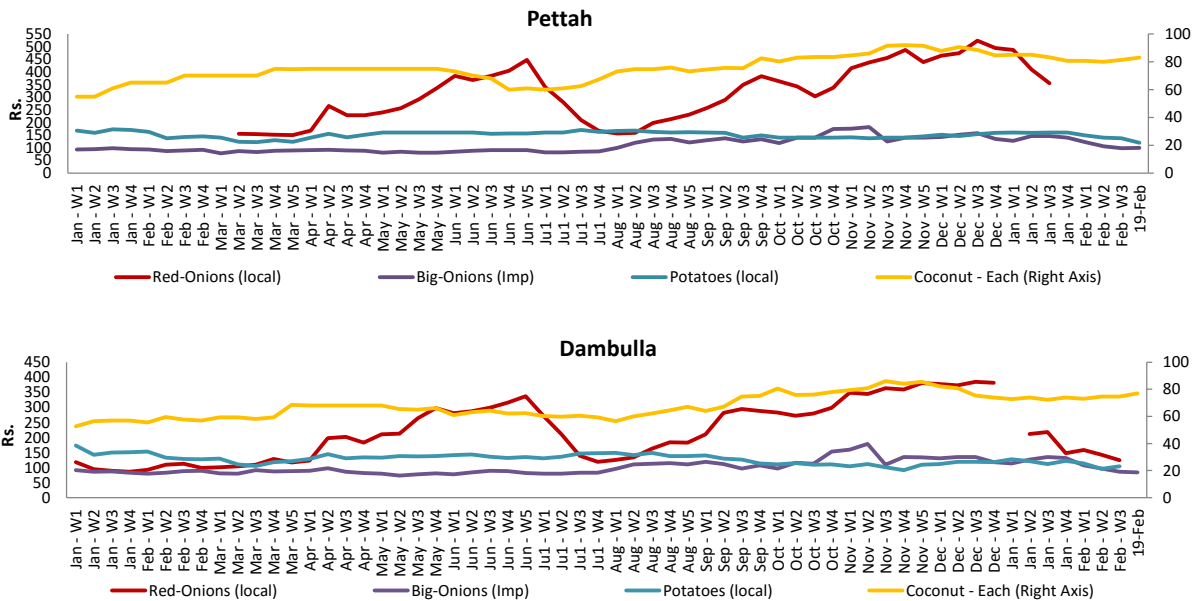 Pettah
550
500
450
400
350
300
250
200
150
100
50
0
Rs.
100
80
60
40
20
0
Jan - W1
Jan - W2
Jan - W3
Jan - W4
Feb - W1
Feb - W2
Feb - W3
Feb - W4
Mar - W1
Mar - W2
Mar - W3
Mar - W4
Mar - W5
Apr - W1
Apr - W2
Apr - W3
Apr - W4
May - W1
May - W2
May - W3
May - W4
Jun - W1
Jun - W2
Jun - W3
Jun - W4
Jun - W5
Ju1 - W1
Ju1 - W2
Ju1 - W3
Ju1 - W4
Aug - W1
Aug - W2
Aug - W3
Aug - W4
Aug - W5
Sep - W1
Sep - W2
Sep - W3
Sep - W4
Oct - W1
Oct - W2
Oct - W3
Oct - W4
Nov - W1
Nov - W2
Nov - W3
Nov - W4
Nov - W5
Dec - W1
Dec - W2
Dec - W3
Dec - W4
Jan - W1
Jan - W2
Jan - W3
Jan - W4
Feb - W1
Feb - W2
Feb - W3
19-Feb
Red-Onions (local) Big-Onions (Imp) Potatoes (local) Coconut - Each (Right Axis)
Dambulla
450
400
350
300
250
200
150
100
50
0
Rs.
100
80
60
40
20
0
Jan - W1
Jan - W2
Jan - W3
Jan - W4
Feb - W1
Feb - W2
Feb - W3
Feb - W4
Mar - W1
Mar - W2
Mar - W3
Mar - W4
Mar - W5
Apr - W1
Apr - W2
Apr - W3
Apr - W4
May - W1
May - W2
May - W3
May - W4
Jun - W1
Jun - W2
Jun - W3
Jun - W4
Jun - W5
Ju1 - W1
Ju1 - W2
Ju1 - W3
Ju1 - W4
Aug - W1
Aug - W2
Aug - W3
Aug - W4
Aug - W5
Sep - W1
Sep - W2
Sep - W3
Sep - W4
Oct - W1
Oct - W2
Oct - W3
Oct - W4
Nov - W1
Nov - W2
Nov - W3
Nov - W4
Nov - W5
Dec - W1
Dec - W2
Dec - W3
Dec - W4
Jan - W1
Jan - W2
Jan - W3
Jan - W4
Feb - W1
Feb - W2
Feb - W3
19-Feb
Red-Onions (local) Big-Onions (Imp) Potatoes (local) Coconut - Each (Right Axis)